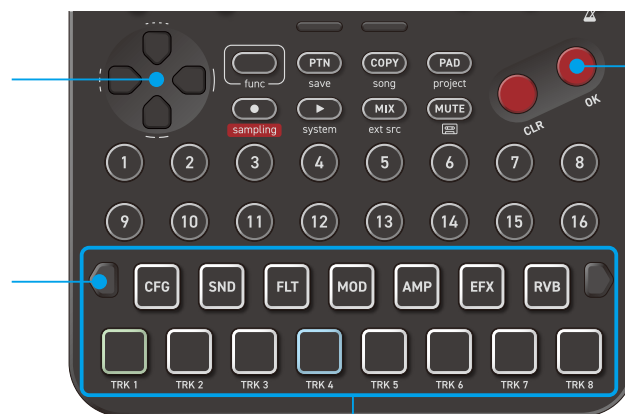 PTN COPY PAD
func save song project
MIX MUTE
sampling system ext src
CLR OK
1 2 3 4 5 6 7 8
9 10 11 12 13 14 15 16
CFG SND FLT MOD AMP EFX RVB
TRK 1 TRK 2 TRK 3 TRK 4 TRK 5 TRK 6 TRK 7 TRK 8